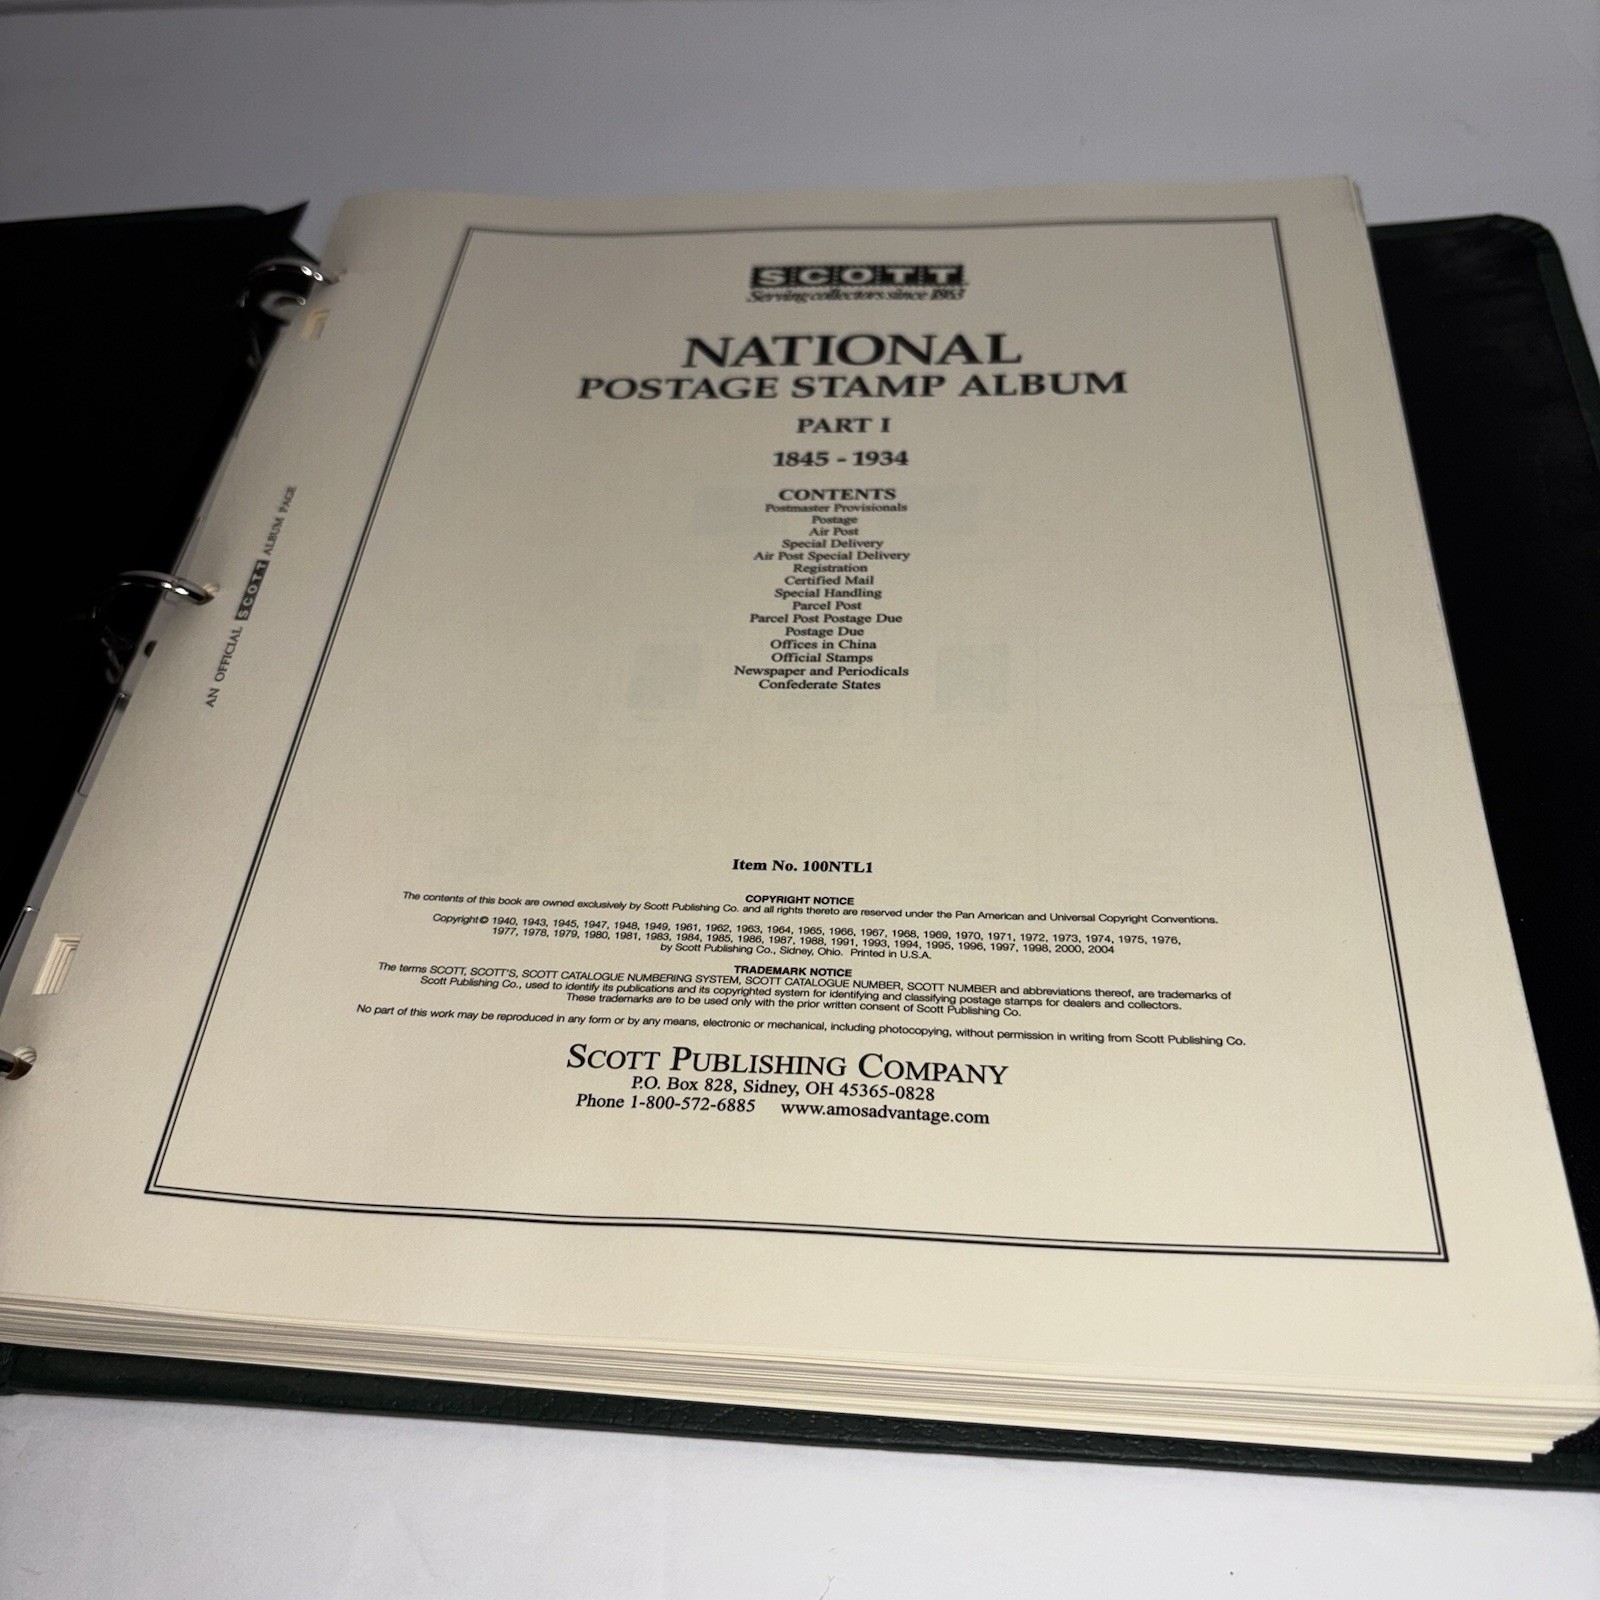 SCOTT
Serving collectors since 1863
NATIONAL
POSTAGE STAMP ALBUM
PART I
1845 - 1934
CONTENTS
Postmaster Provisionals
Postage
Air Post
Special Delivery
Air Post Special Delivery
Registration
Certified Mail
Special Handling
Parcel Post
Parcel Post Postage Due
Postage Due
Offices in China
Official Stamps
Newspaper and Periodicals
Confederate States
AN OFFICIAL SCOTT ALBUM PAGE
Item No. 100NTL1
COPYRIGHT NOTICE
The contents of this book are owned exclusively by Scott Publishing Co. and all rights thereto are reserved under the Pan American and Universal Copyright Conventions.
Copyright© 1940, 1943, 1945, 1947, 1948, 1949, 1961, 1962, 1963, 1964, 1965, 1966, 1967, 1968, 1969, 1970, 1971, 1972, 1973, 1974, 1975, 1976,
1977, 1978, 1979, 1980, 1981, 1983, 1984, 1985, 1986, 1987, 1988, 1991, 1993, 1994, 1995, 1996, 1997, 1998, 2000, 2004
by Scott Publishing Co., Sidney, Ohio. Printed in U.S.A.
TRADEMARK NOTICE
The terms SCOTT, SCOTT'S, SCOTT CATALOGUE NUMBERING SYSTEM, SCOTT CATALOGUE NUMBER, SCOTT NUMBER and abbreviations thereof, are trademarks of
Scott Publishing Co., used to identify its publications and its copyrighted system for identifying and classifying postage stamps for dealers and collectors.
These trademarks are to be used only with the prior written consent of Scott Publishing Co.
No part of this work may be reproduced in any form or by any means, electronic or mechanical, including photocopying, without permission in writing from Scott Publishing Co.
SCOTT PUBLISHING COMPANY
P.O. Box 828, Sidney, OH 45365-0828
Phone 1-800-572-6885 www.amosadvantage.com